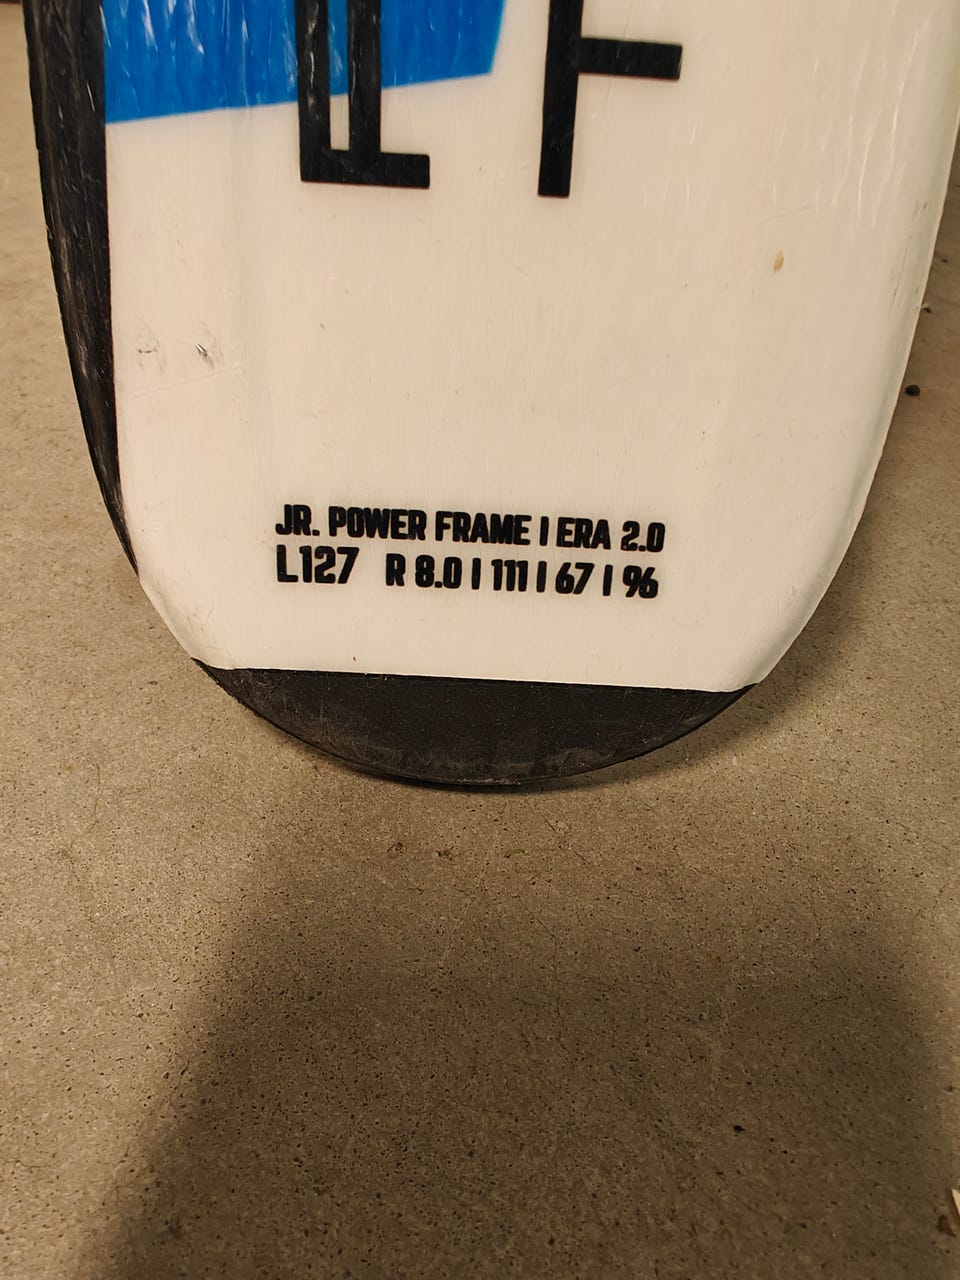 JR. POWER FRAME | ERA 2.0
L127 R 8.0 | 111 | 67 | 96